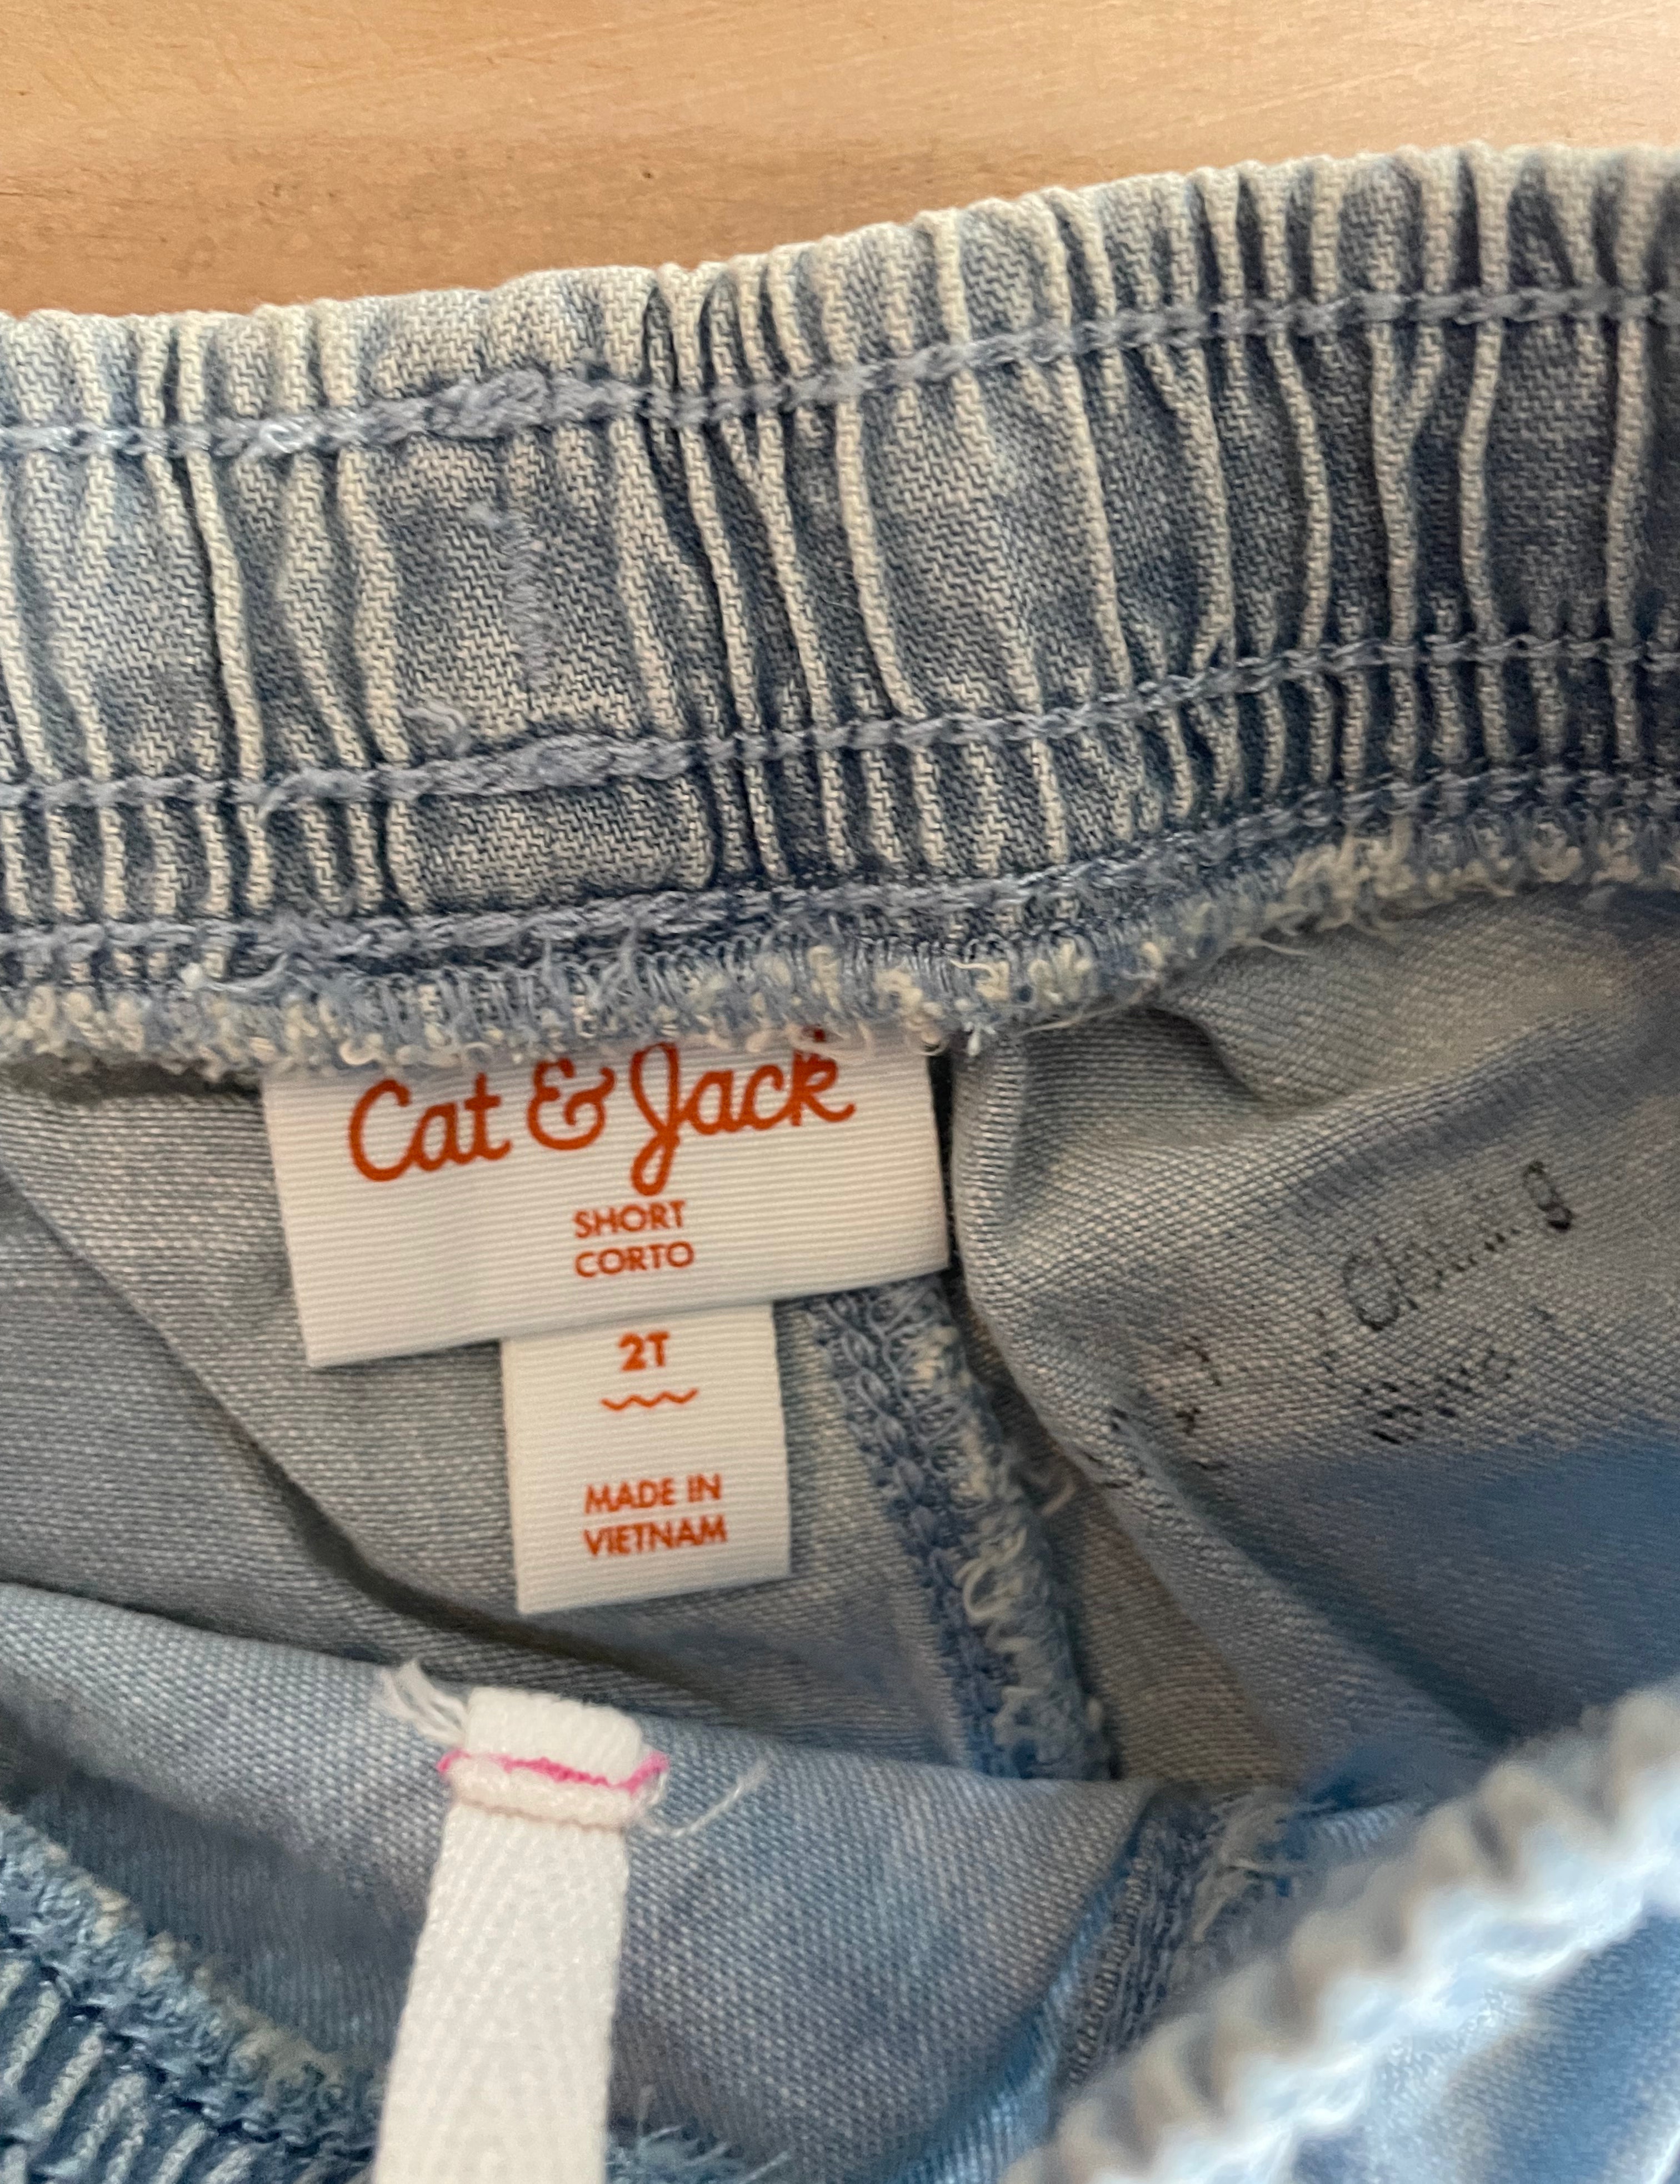 Cat & Jack
SHORT
CORTO
2T
MADE IN
VIETNAM